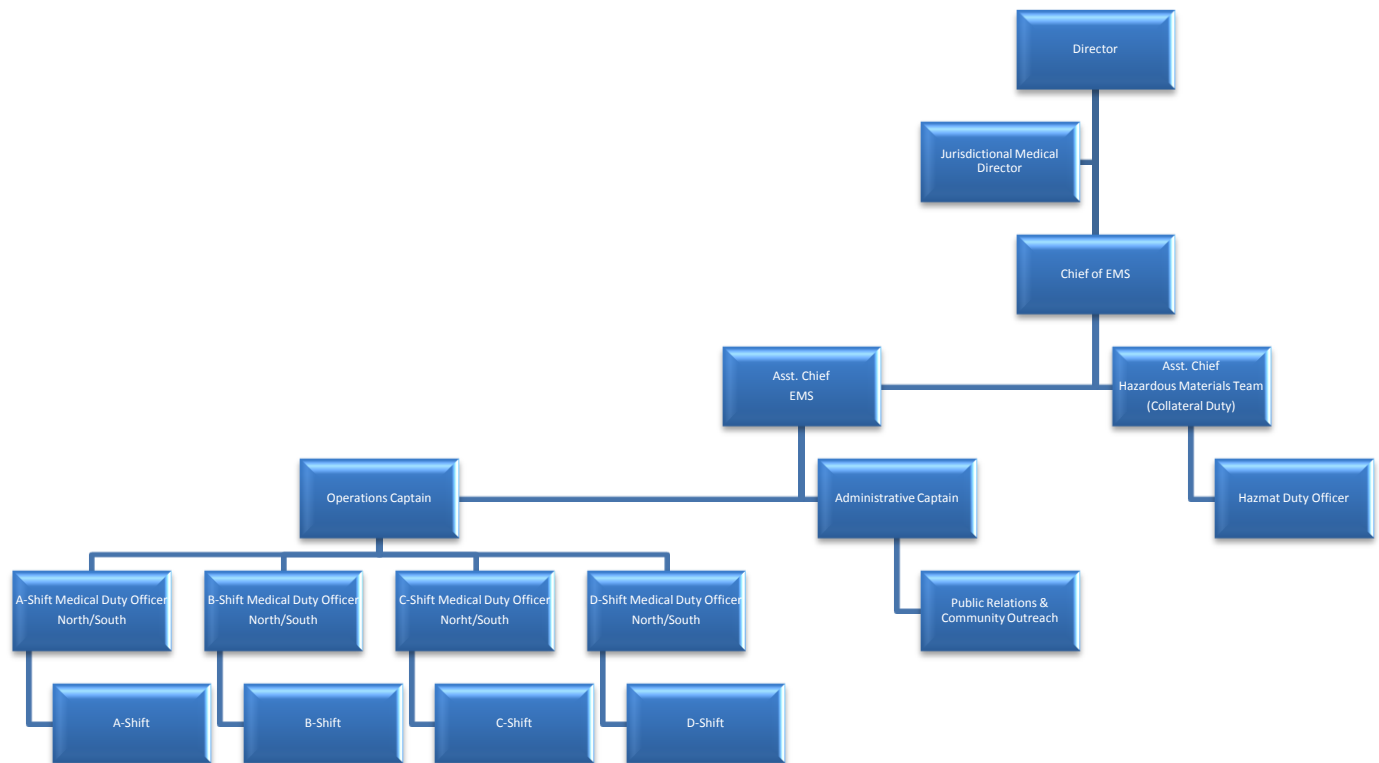 Director
Jurisdictional Medical
Director
Chief of EMS
Asst. Chief
EMS
Asst. Chief
Hazardous Materials Team
(Collateral Duty)
Operations Captain
Administrative Captain
Hazmat Duty Officer
A-Shift Medical Duty Officer
North/South
B-Shift Medical Duty Officer
North/South
C-Shift Medical Duty Officer
Norht/South
D-Shift Medical Duty Officer
North/South
Public Relations &
Community Outreach
A-Shift
B-Shift
C-Shift
D-Shift